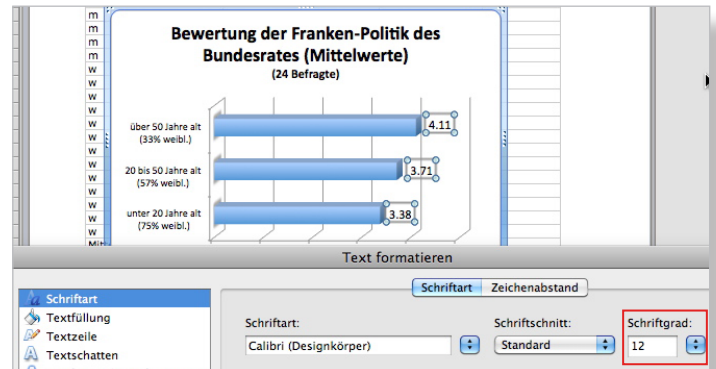 m
m
m
m
w
w
w
w
w
w
w
w
w
w
w
w
w
Bewertung der Franken-Politik des
Bundesrates (Mittelwerte)
(24 Befragte)
über 50 Jahre alt
(33% weibl.)
4.11
20 bis 50 Jahre alt
(57% weibl.)
3.71
unter 20 Jahre alt
(75% weibl.)
3.38
Text formatieren
Schriftart Zeichenabstand
Schriftart
Textfüllung
Textzeile
Textschatten
Schriftart:
Calibri (Designkörper)
Schriftschnitt:
Standard
Schriftgrad:
12